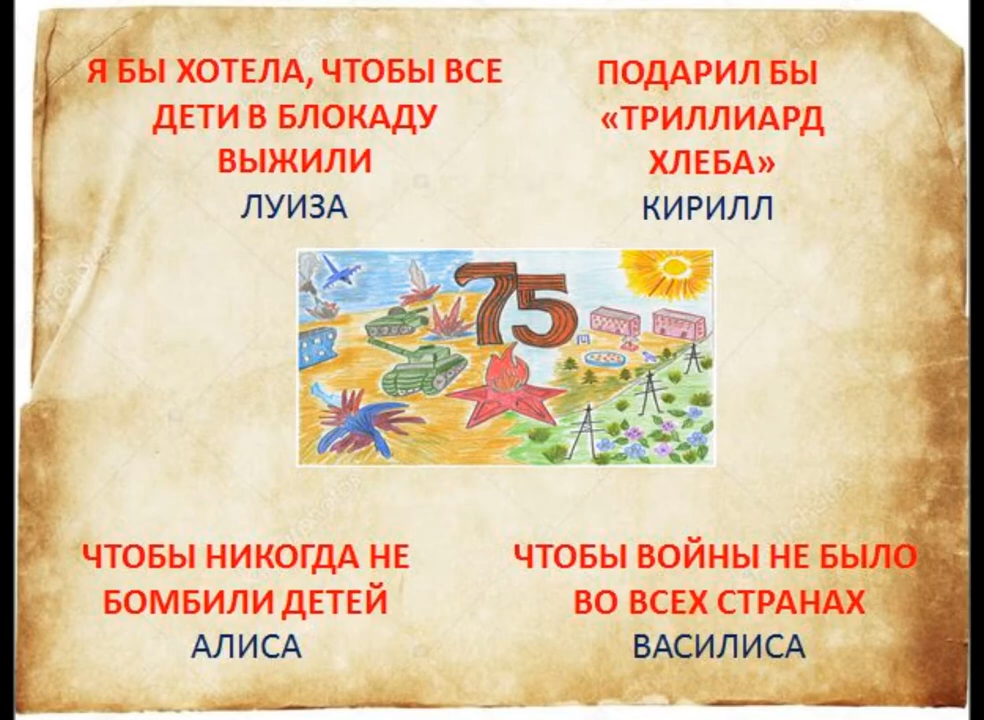 Я БЫ ХОТЕЛА, ЧТОБЫ ВСЕ
ДЕТИ В БЛОКАДУ
ВЫЖИЛИ
ЛУИЗА
ПОДАРИЛ БЫ
«ТРИЛЛИАРД
ХЛЕБА»
КИРИЛЛ
75
ЧТОБЫ НИКОГДА НЕ
БОМБИЛИ ДЕТЕЙ
АЛИСА
ЧТОБЫ ВОЙНЫ НЕ БЫЛО
ВО ВСЕХ СТРАНАХ
ВАСИЛИСА